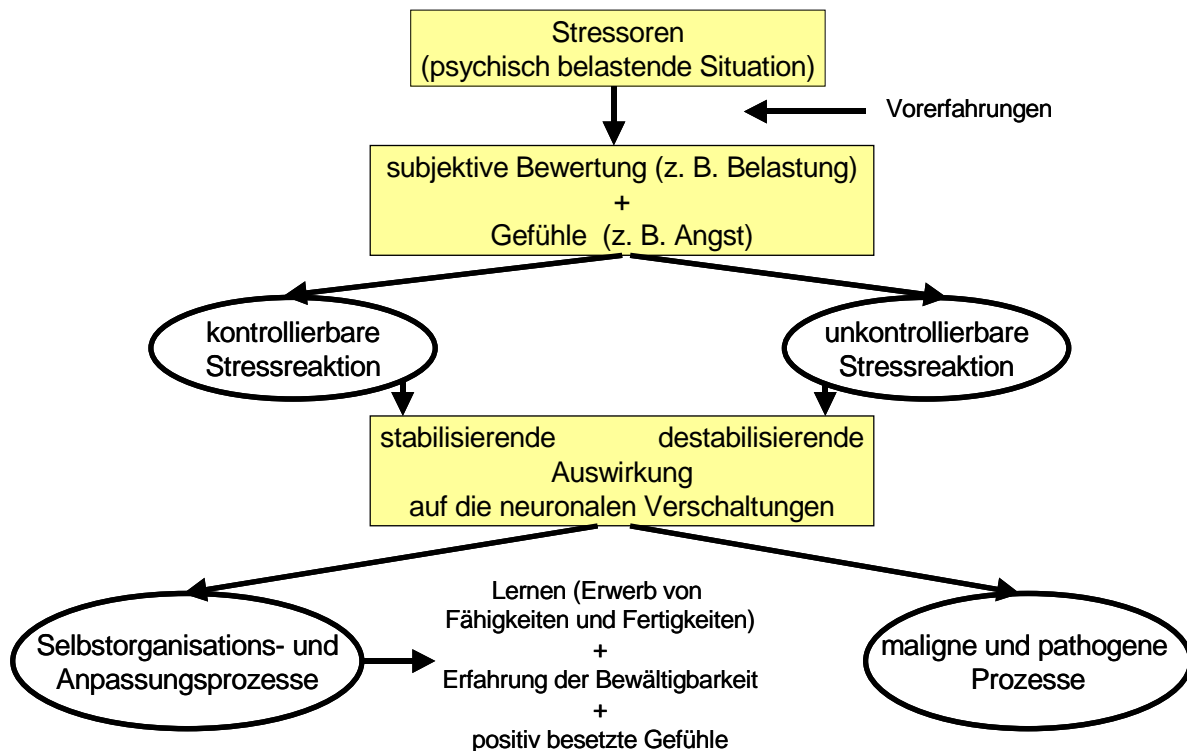 Stressoren
(psychisch belastende Situation)
Vorerfahrungen
subjektive Bewertung (z. B. Belastung)
+
Gefühle (z. B. Angst)
kontrollierbare
Stressreaktion
unkontrollierbare
Stressreaktion
stabilisierende destabilisierende
Auswirkung
auf die neuronalen Verschaltungen
Selbstorganisations- und
Anpassungsprozesse
Lernen (Erwerb von
Fähigkeiten und Fertigkeiten)
+
Erfahrung der Bewältigbarkeit
+
positiv besetzte Gefühle
maligne und pathogene
Prozesse